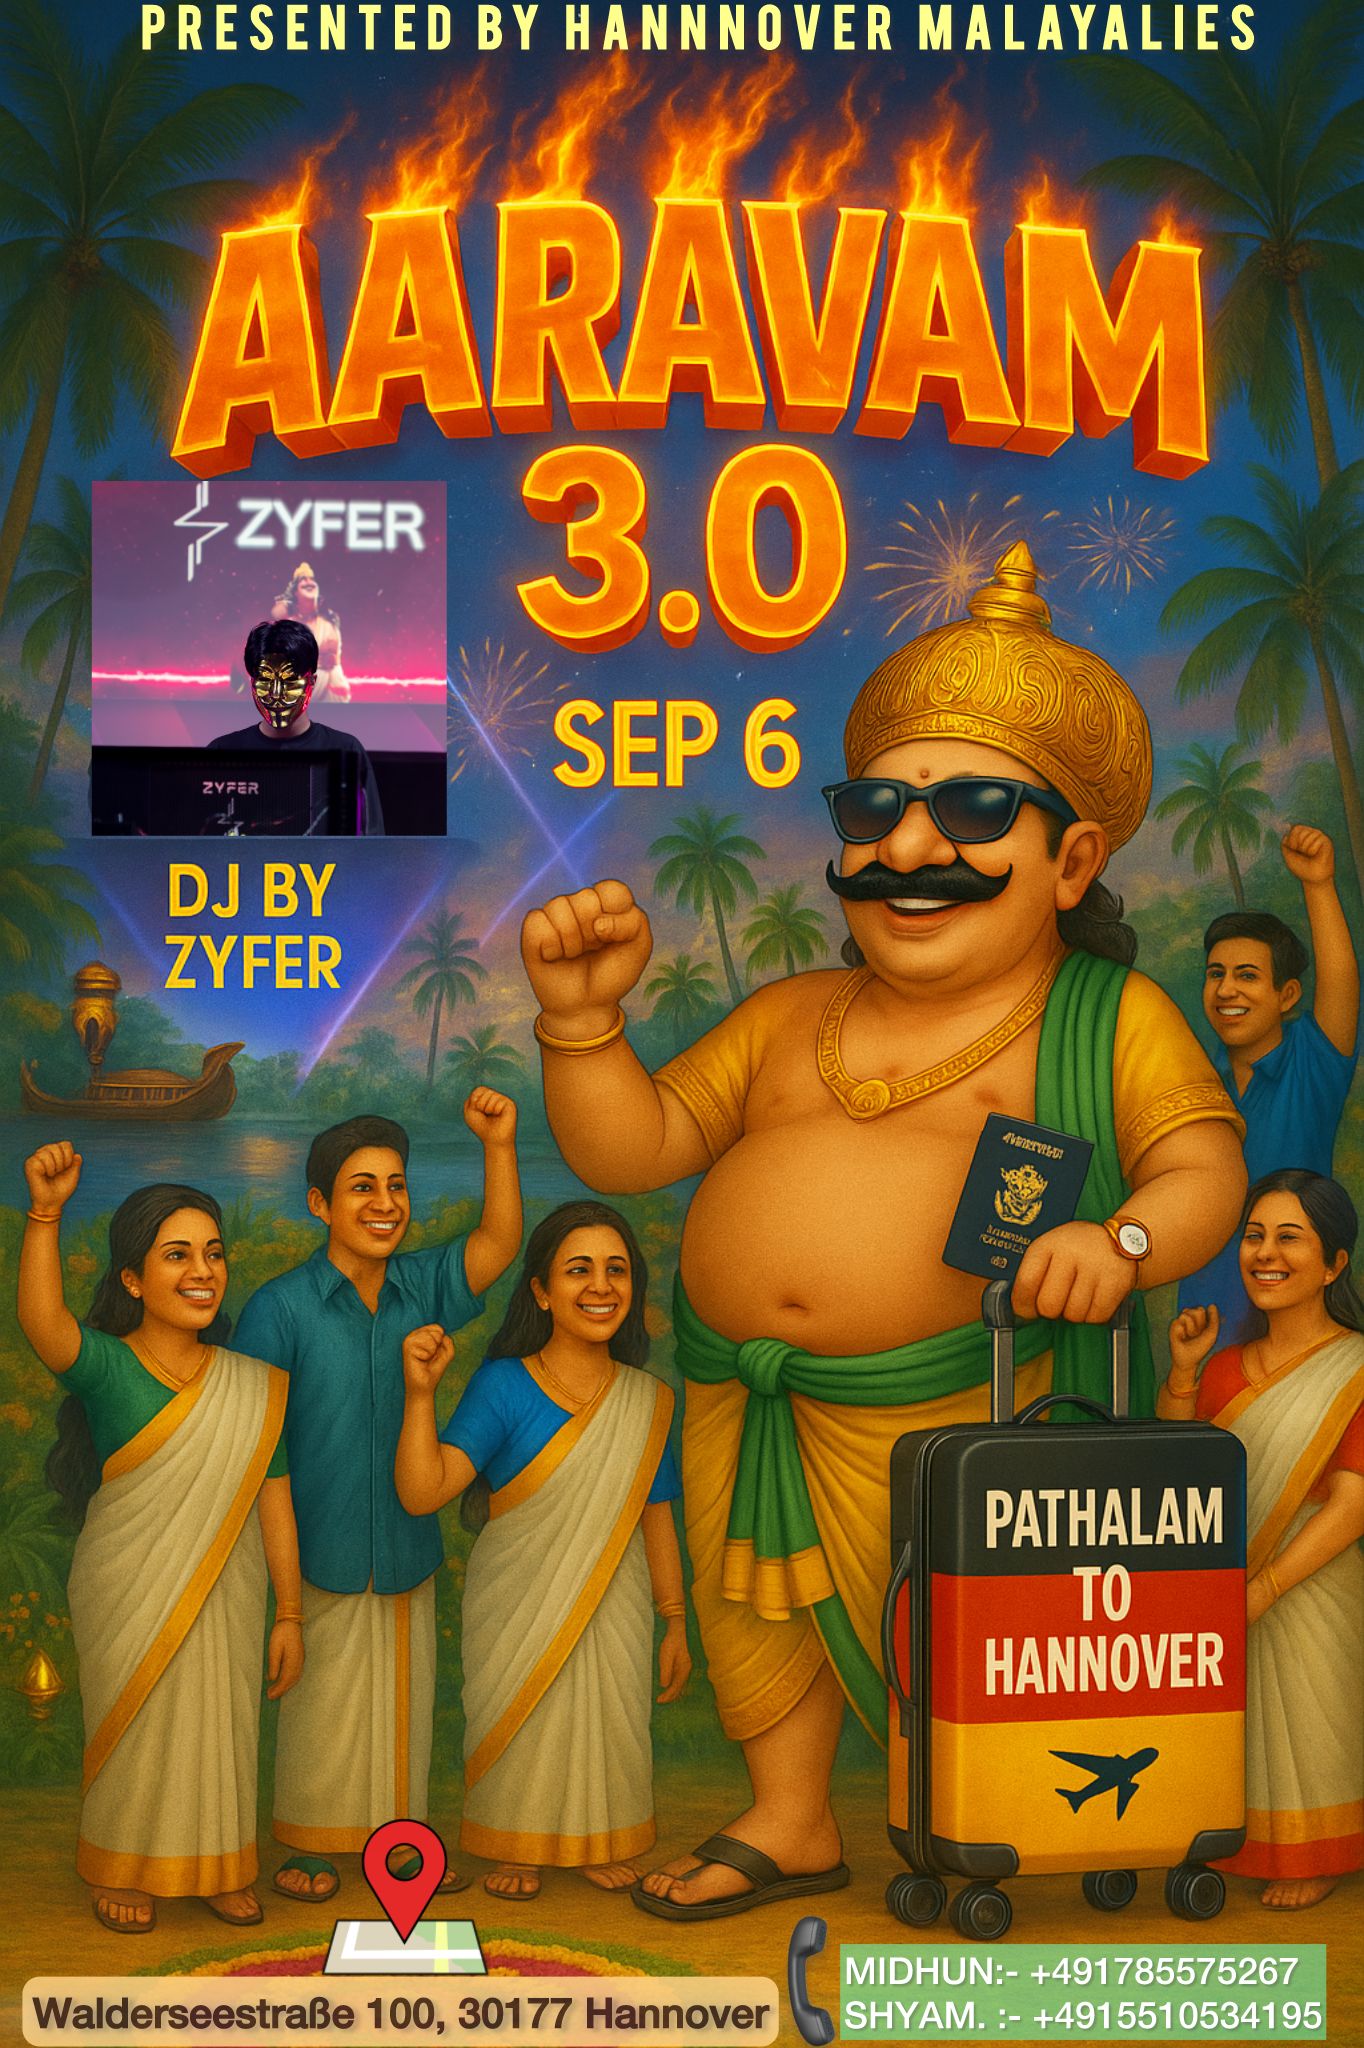 PRESENTED BY HANNNOVER MALAYALIES
AARAVAM
3.0
ZYFER
SEP 6
ZYFER
DJ BY
ZYFER
PATHALAM
TO
HANNOVER
Walderseestraße 100, 30177 Hannover
MIDHUN:- +491785575267
SHYAM. :- +4915510534195